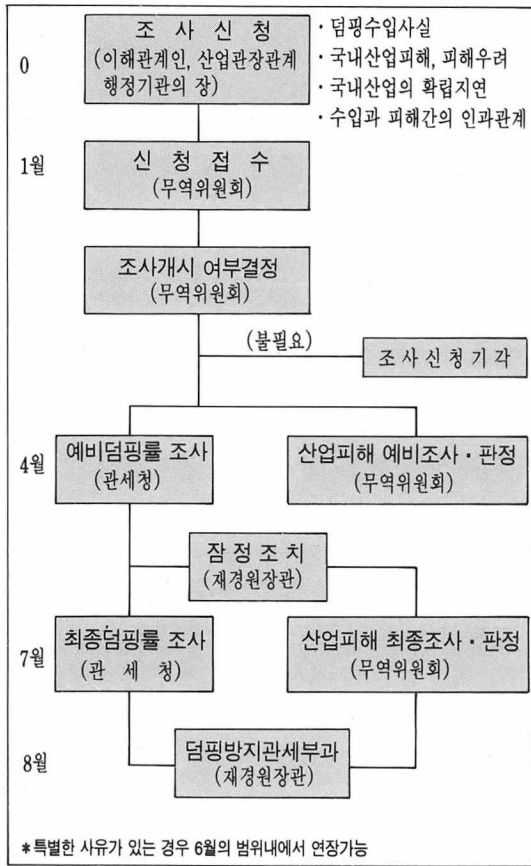 조 사 신 청
(이해관계인, 산업관장관계
행정기관의 장)
· 덤핑수입사실
· 국내산업피해, 피해우려
· 국내산업의 확립지연
· 수입과 피해간의 인과관계
0
1월
신 청 접 수
(무역위원회)
조사개시 여부결정
(무역위원회)
(불필요)
조 사 신 청 기 각
4월
예비덤핑률 조사
(관세청)
산업피해 예비조사 · 판정
(무역위원회)
잠 정 조 치
(재경원장관)
7월
최종덤핑률 조사
(관 세 청)
산업피해 최종조사 · 판정
(무역위원회)
8월
덤핑방지관세부과
(재경원장관)
*특별한 사유가 있는 경우 6월의 범위내에서 연장가능